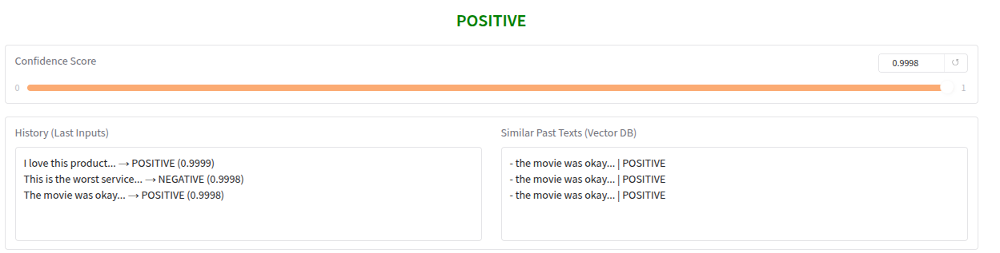 POSITIVE
Confidence Score
0.9998
0
1
History (Last Inputs)
I love this product... → POSITIVE (0.9999)
This is the worst service... → NEGATIVE (0.9998)
The movie was okay... → POSITIVE (0.9998)
Similar Past Texts (Vector DB)
- the movie was okay... | POSITIVE
- the movie was okay... | POSITIVE
- the movie was okay... | POSITIVE